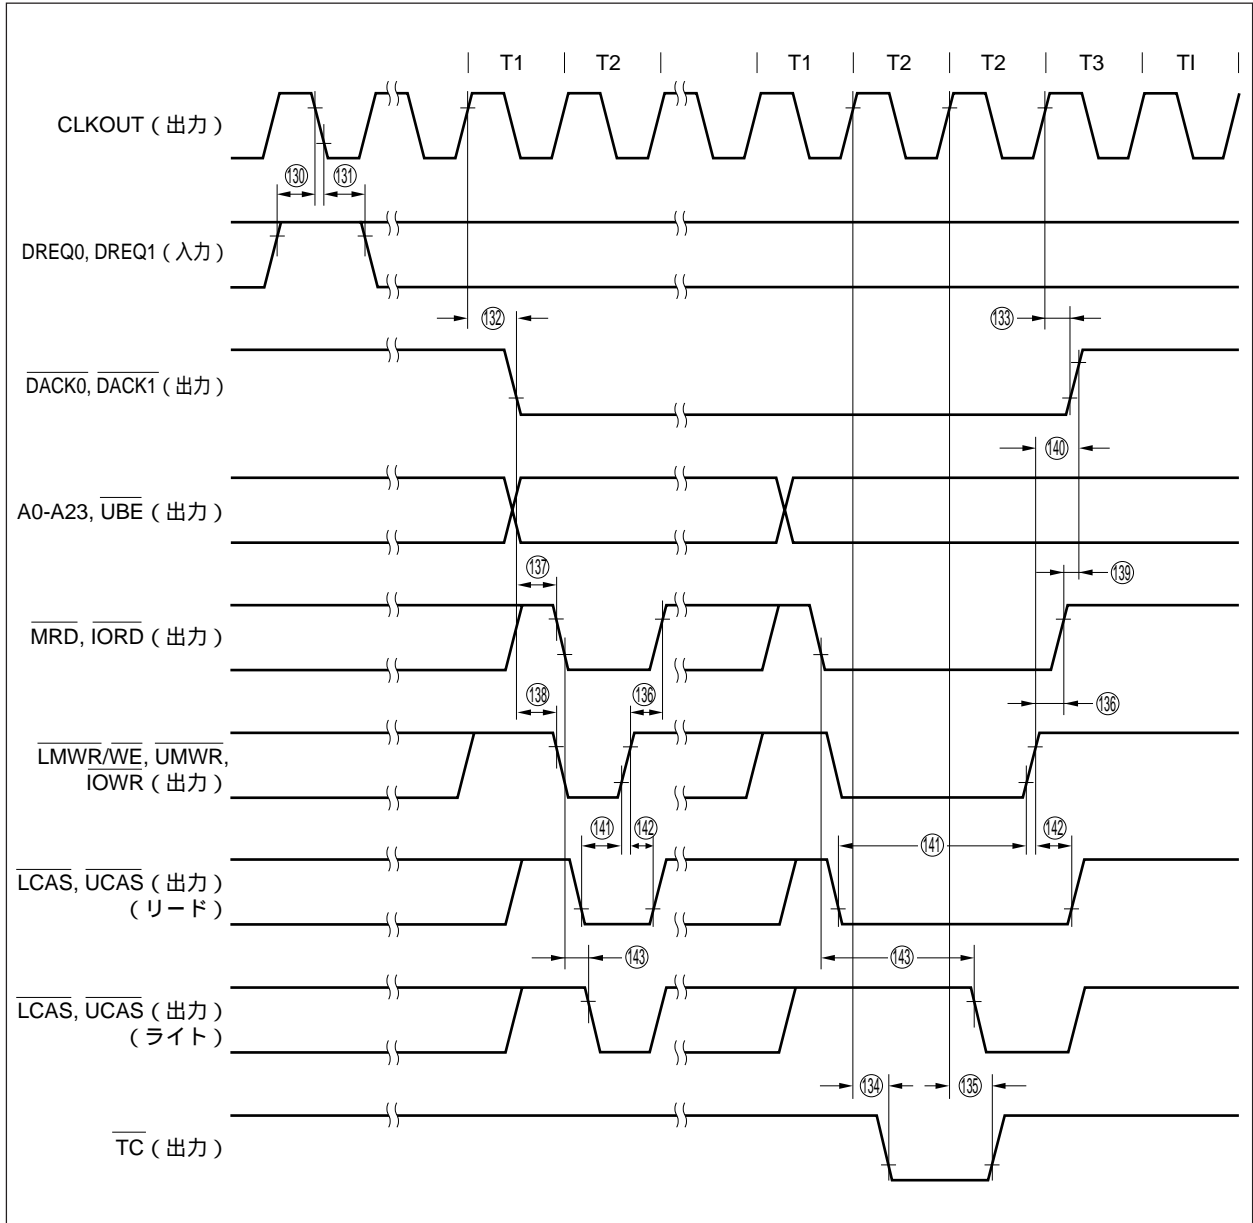 T1 T2 T1 T2 T2 T3 TI
CLKOUT（出力）
130 131
DREQ0, DREQ1（入力）
132 133
DACK0, DACK1（出力）
140
A0-A23, UBE（出力）
137 139
MRD, IORD（出力）
138 136 136
LMWR/WE, UMWR,
IOWR（出力）
141 142 141 142
LCAS, UCAS（出力）
（リード）
143 143
LCAS, UCAS（出力）
（ライト）
134 135
TC（出力）